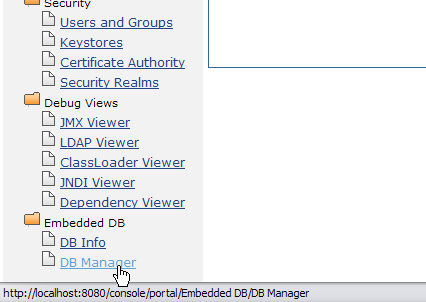 Security
Users and Groups
Keystores
Certificate Authority
Security Realms
Debug Views
JMX Viewer
LDAP Viewer
ClassLoader Viewer
JNDI Viewer
Dependency Viewer
Embedded DB
DB Info
DB Manager
http://localhost:8080/console/portal/Embedded DB/DB Manager